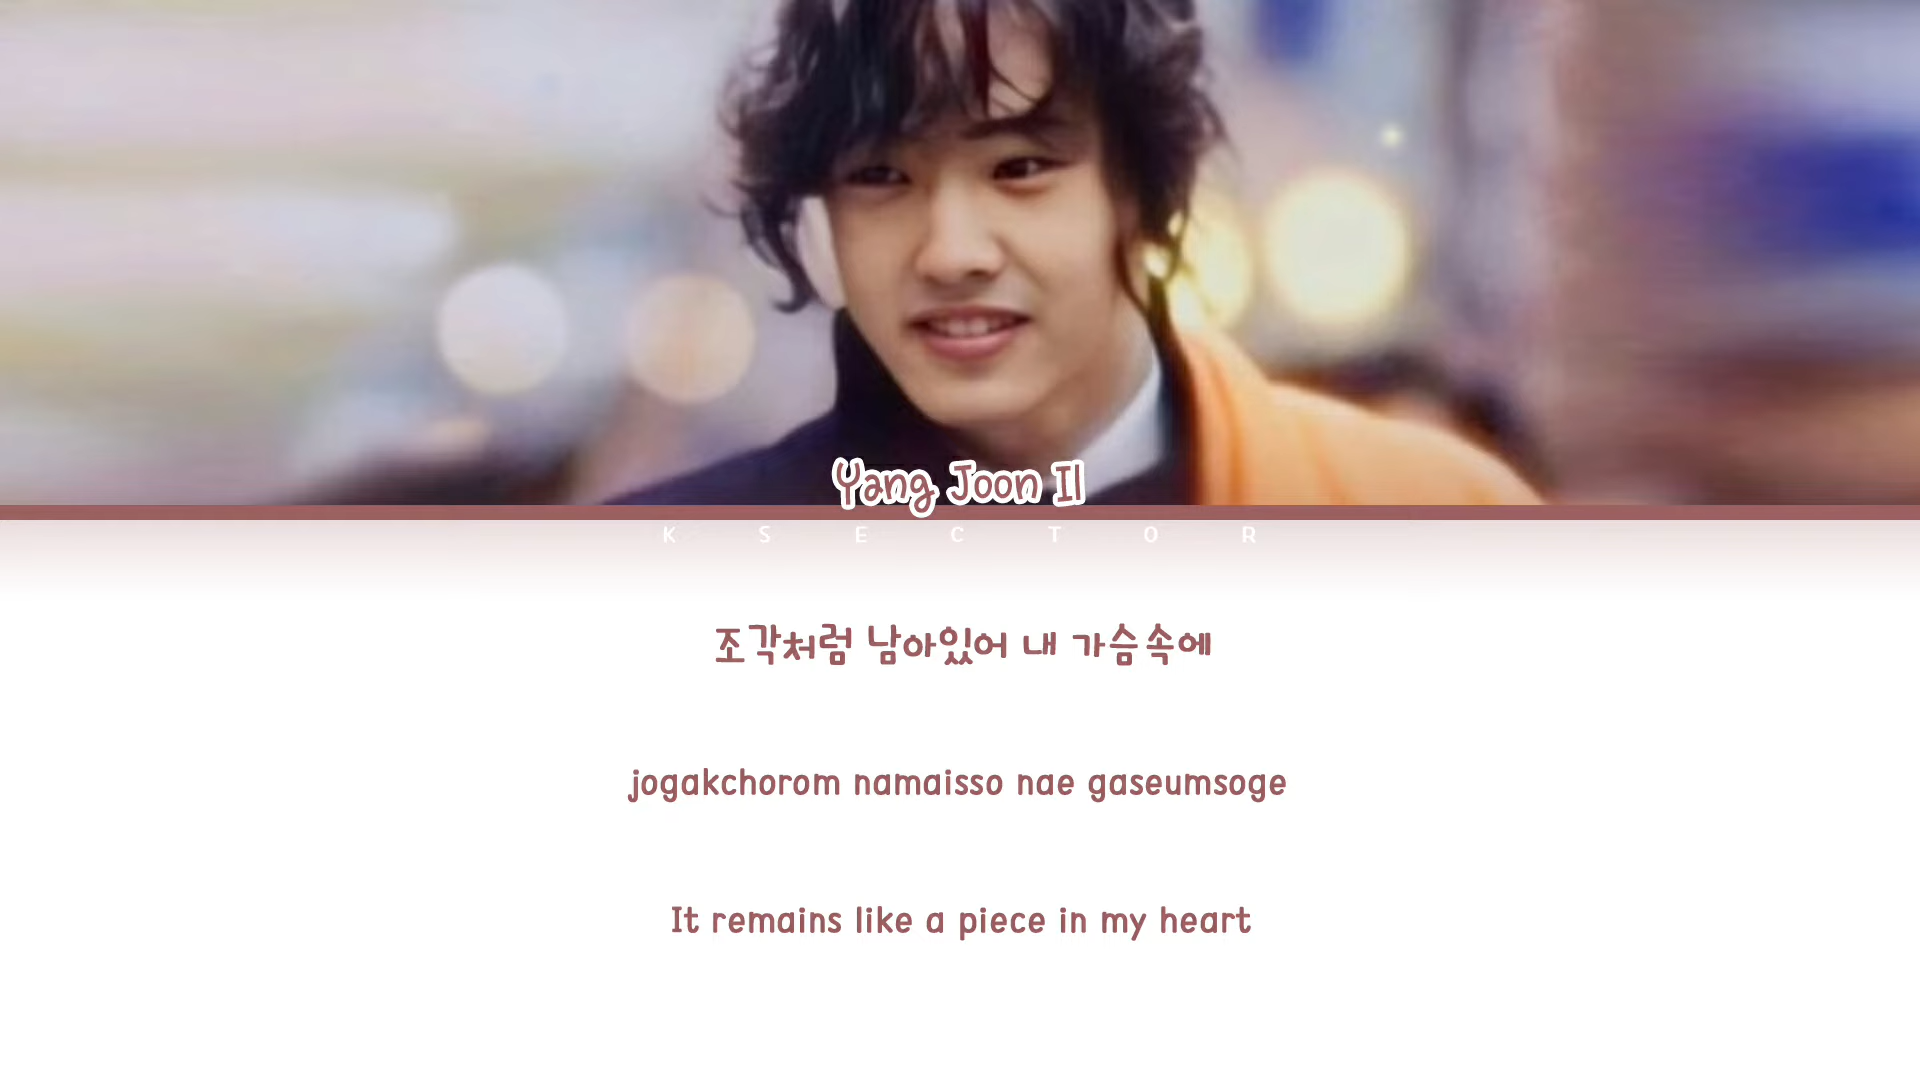 Yang Joon Il
K S E C T O R
조각처럼 남아있어 내 가슴속에
jogakchorom namaisso nae gaseumsoge
It remains like a piece in my heart